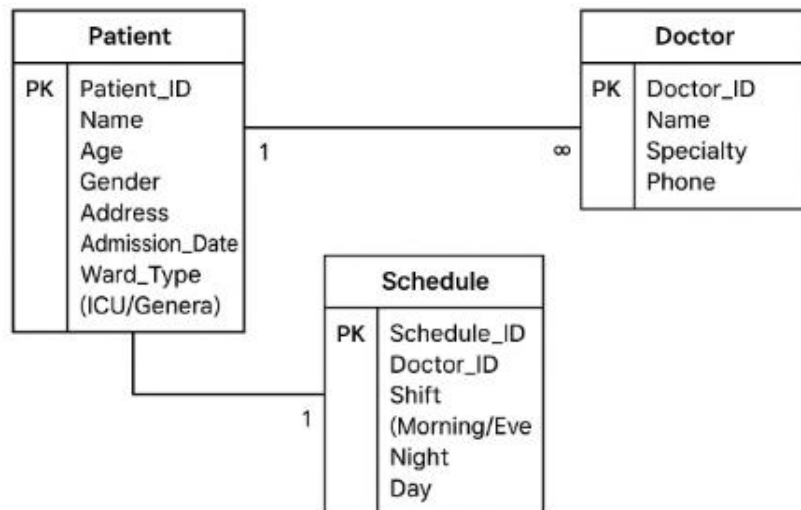 Patient
PK
Patient_ID
Name
Age
Gender
Address
Admission_Date
Ward_Type
(ICU/Genera)
1
∞
Doctor
PK
Doctor_ID
Name
Specialty
Phone
1
Schedule
PK
Schedule_ID
Doctor_ID
Shift
(Morning/Eve
Night
Day